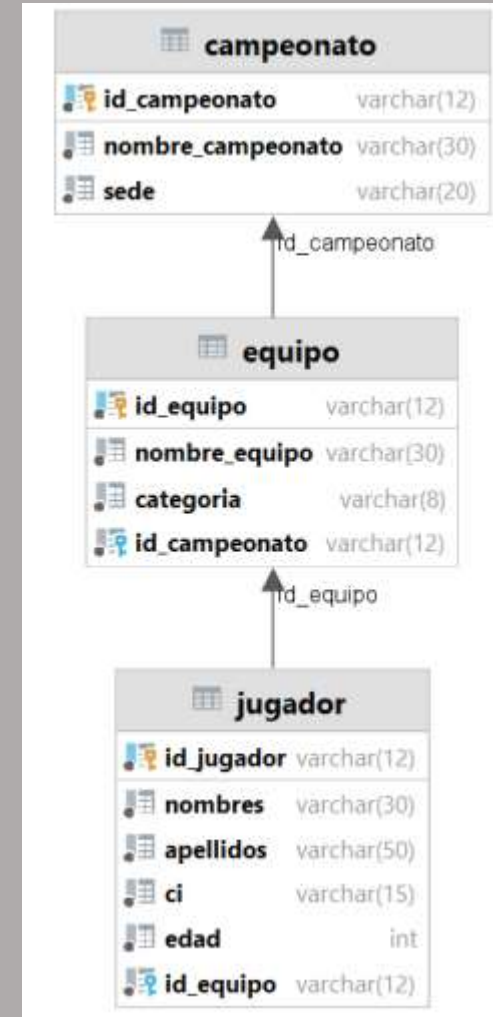 campeonato
id_campeonato varchar(12)
nombre_campeonato varchar(30)
sede varchar(20)
id_campeonato
equipo
id_equipo varchar(12)
nombre_equipo varchar(30)
categoria varchar(8)
id_campeonato varchar(12)
id_equipo
jugador
id_jugador varchar(12)
nombres varchar(30)
apellidos varchar(50)
ci varchar(15)
edad int
id_equipo varchar(12)